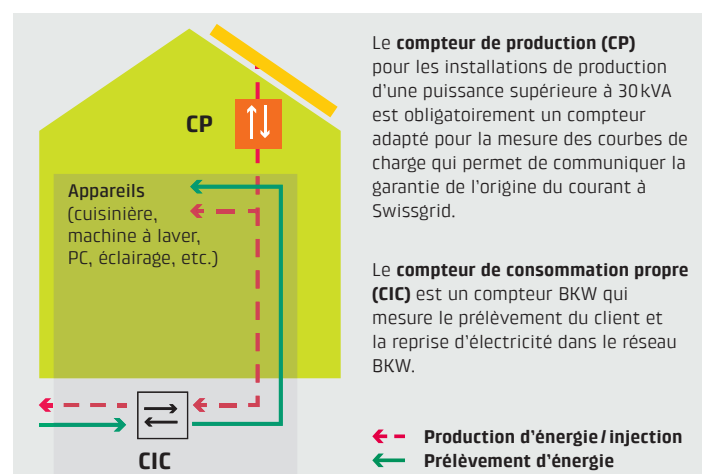 CP
Appareils
(cuisinière,
machine à laver,
PC, éclairage, etc.)
CIC
Le compteur de production (CP)
pour les installations de production
d'une puissance supérieure à 30 kVA
est obligatoirement un compteur
adapté pour la mesure des courbes de
charge qui permet de communiquer la
garantie de l'origine du courant à
Swissgrid.
Le compteur de consommation propre
(CIC) est un compteur BKW qui
mesure le prélèvement du client et
la reprise d'électricité dans le réseau
BKW.
Production d'énergie / injection
Prélèvement d'énergie